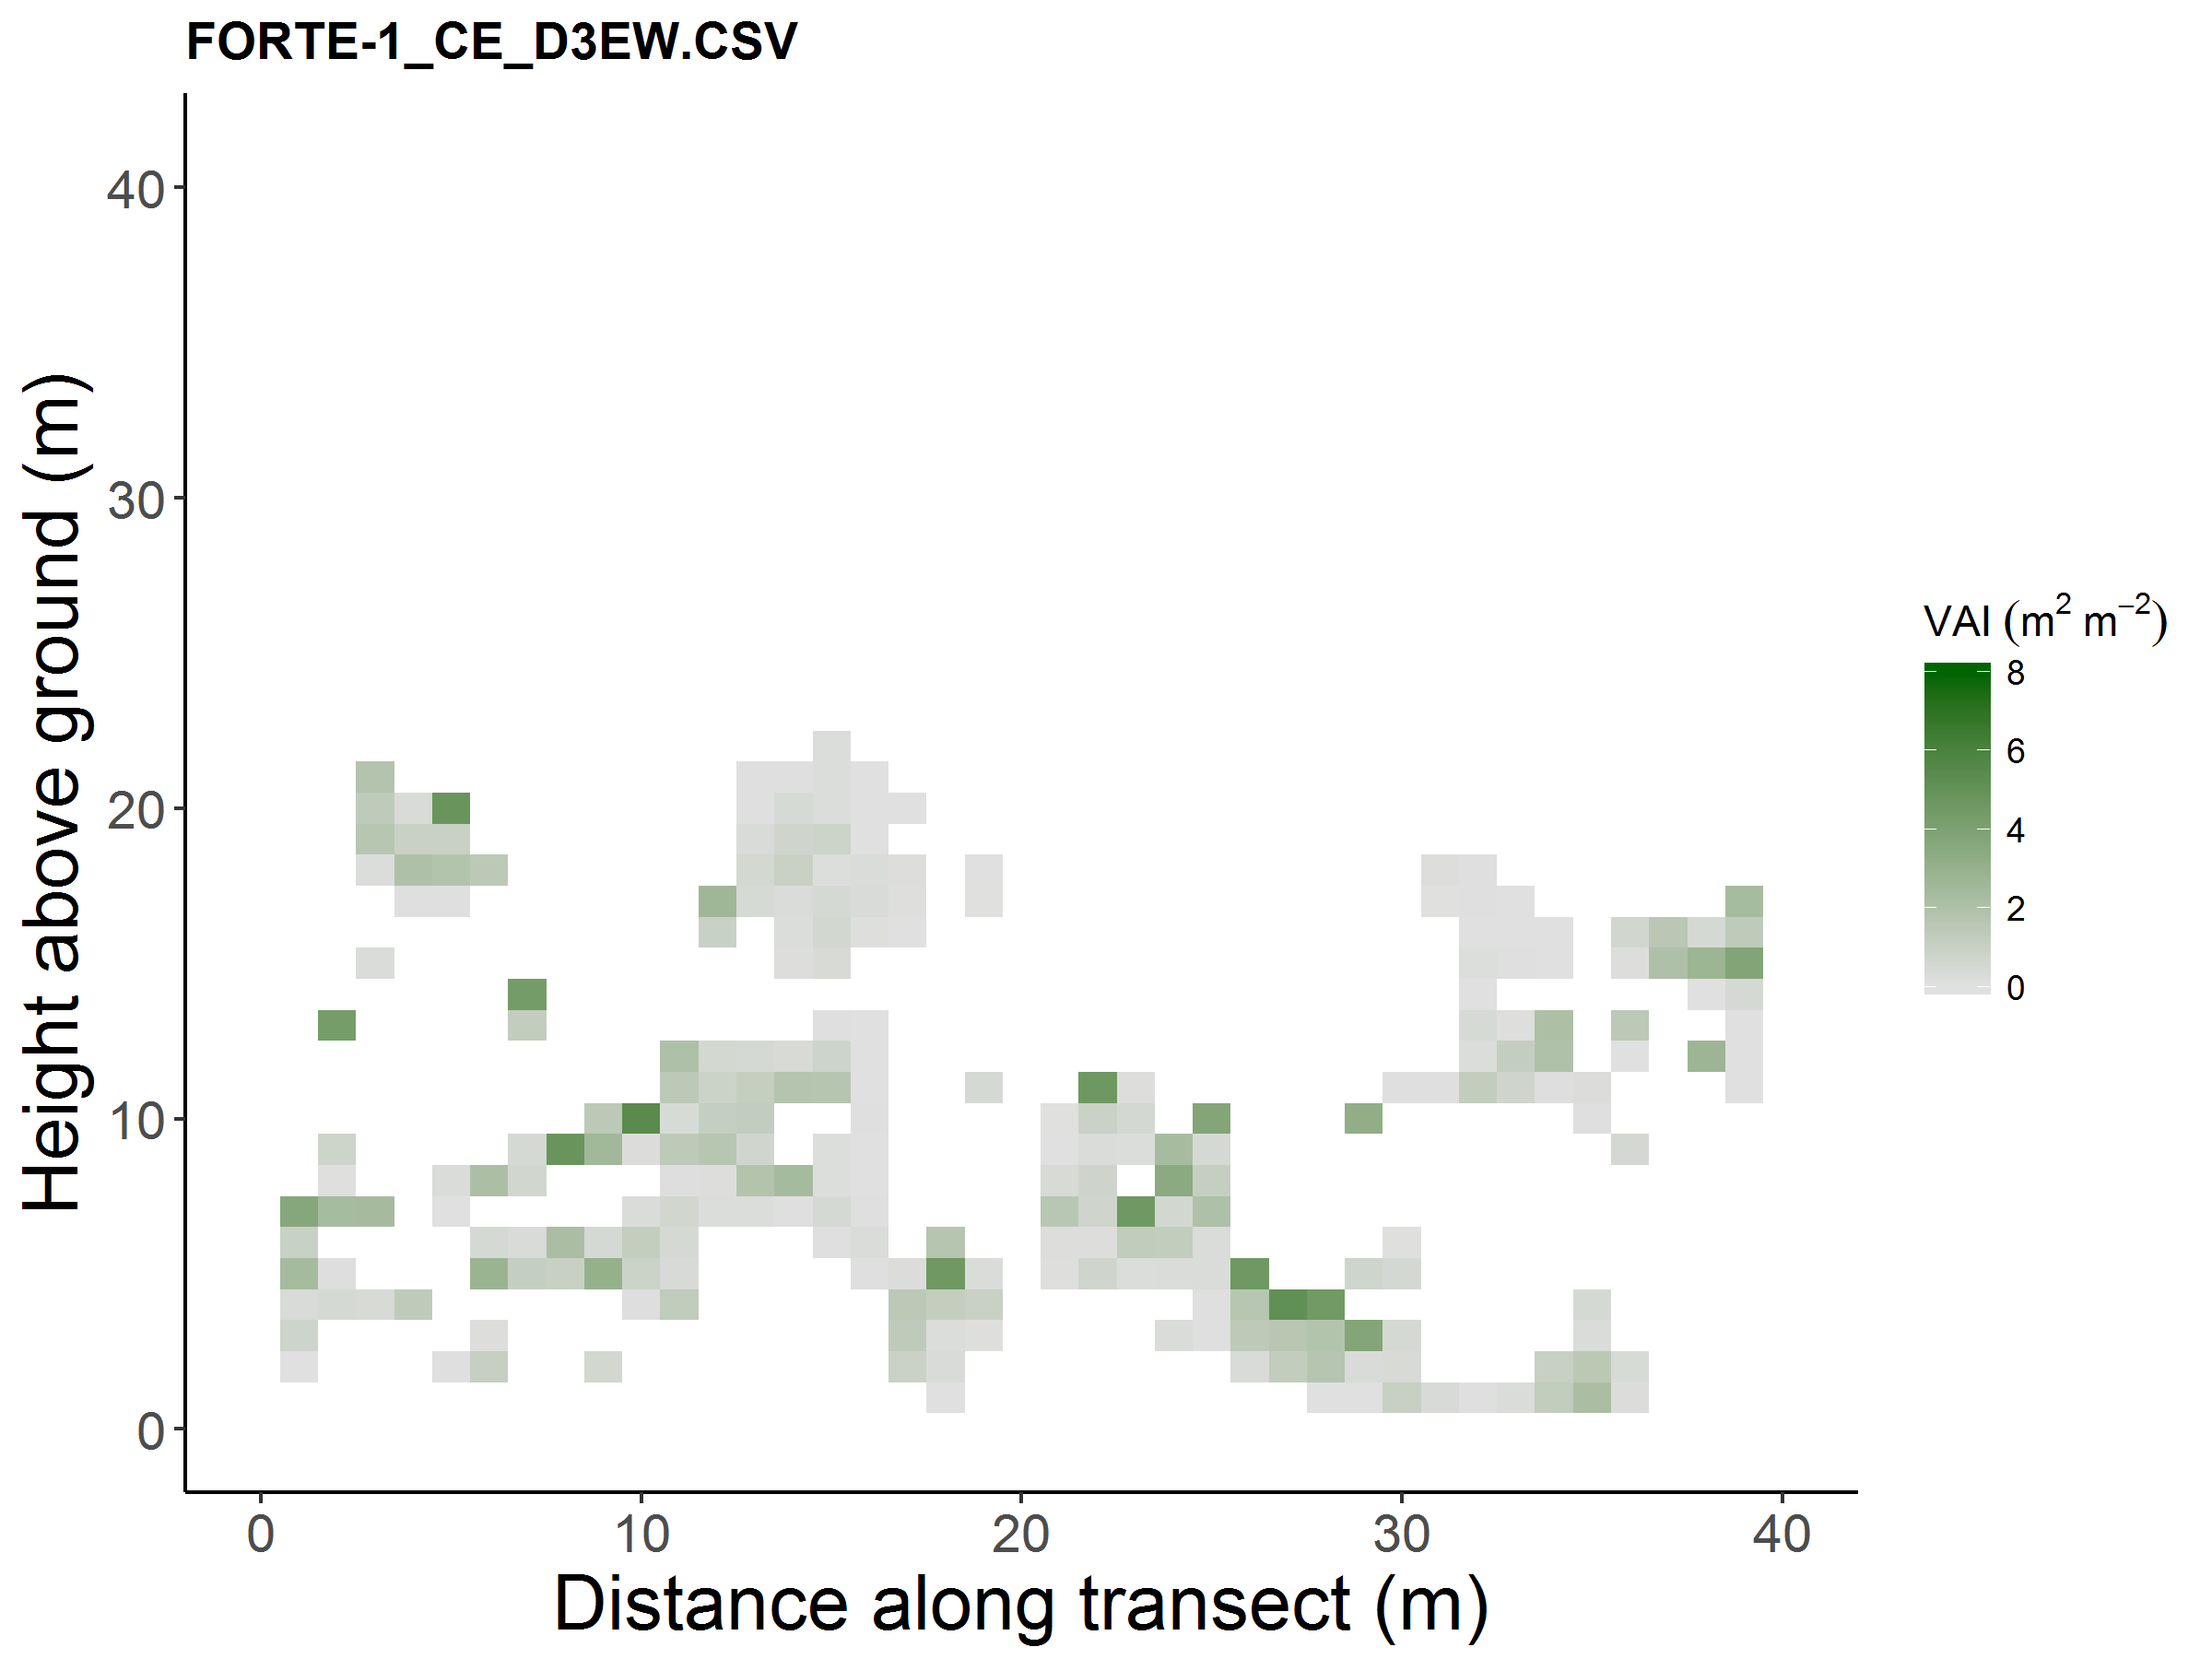 FORTE-1_CE_D3EW.CSV
Height above ground (m)
40
30
20
10
0
0 10 20 30 40
Distance along transect (m)
VAI (m² m⁻²)
8
6
4
2
0